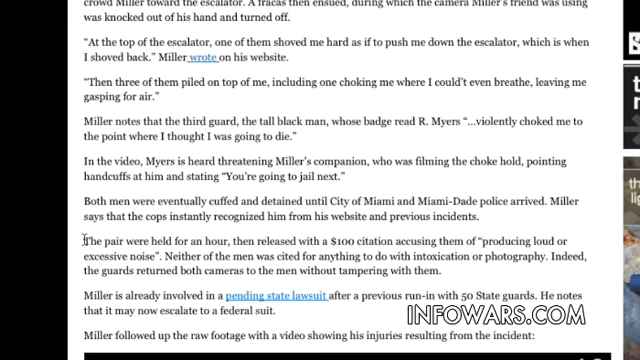 crowd Miller toward the escalator. A fracas then ensued, during which the camera Miller's friend was using
was knocked out of his hand and turned off.
“At the top of the escalator, one of them shoved me hard as if to push me down the escalator, which is when
I shoved back.” Miller wrote on his website.
“Then three of them piled on top of me, including one choking me where I couldn't even breathe, leaving me
gasping for air.”
Miller notes that the third guard, the tall black man, whose badge read R. Myers “…violently choked me to
the point where I thought I was going to die.”
In the video, Myers is heard threatening Miller's companion, who was filming the choke hold, pointing
handcuffs at him and stating “You're going to jail next.”
Both men were eventually cuffed and detained until City of Miami and Miami-Dade police arrived. Miller
says that the cops instantly recognized him from his website and previous incidents.
The pair were held for an hour, then released with a $100 citation accusing them of “producing loud or
excessive noise”. Neither of the men was cited for anything to do with intoxication or photography. Indeed,
the guards returned both cameras to the men without tampering with them.
Miller is already involved in a pending state lawsuit after a previous run-in with 50 State guards. He notes
that it may now escalate to a federal suit.
INFOWARS.COM
Miller followed up the raw footage with a video showing his injuries resulting from the incident: